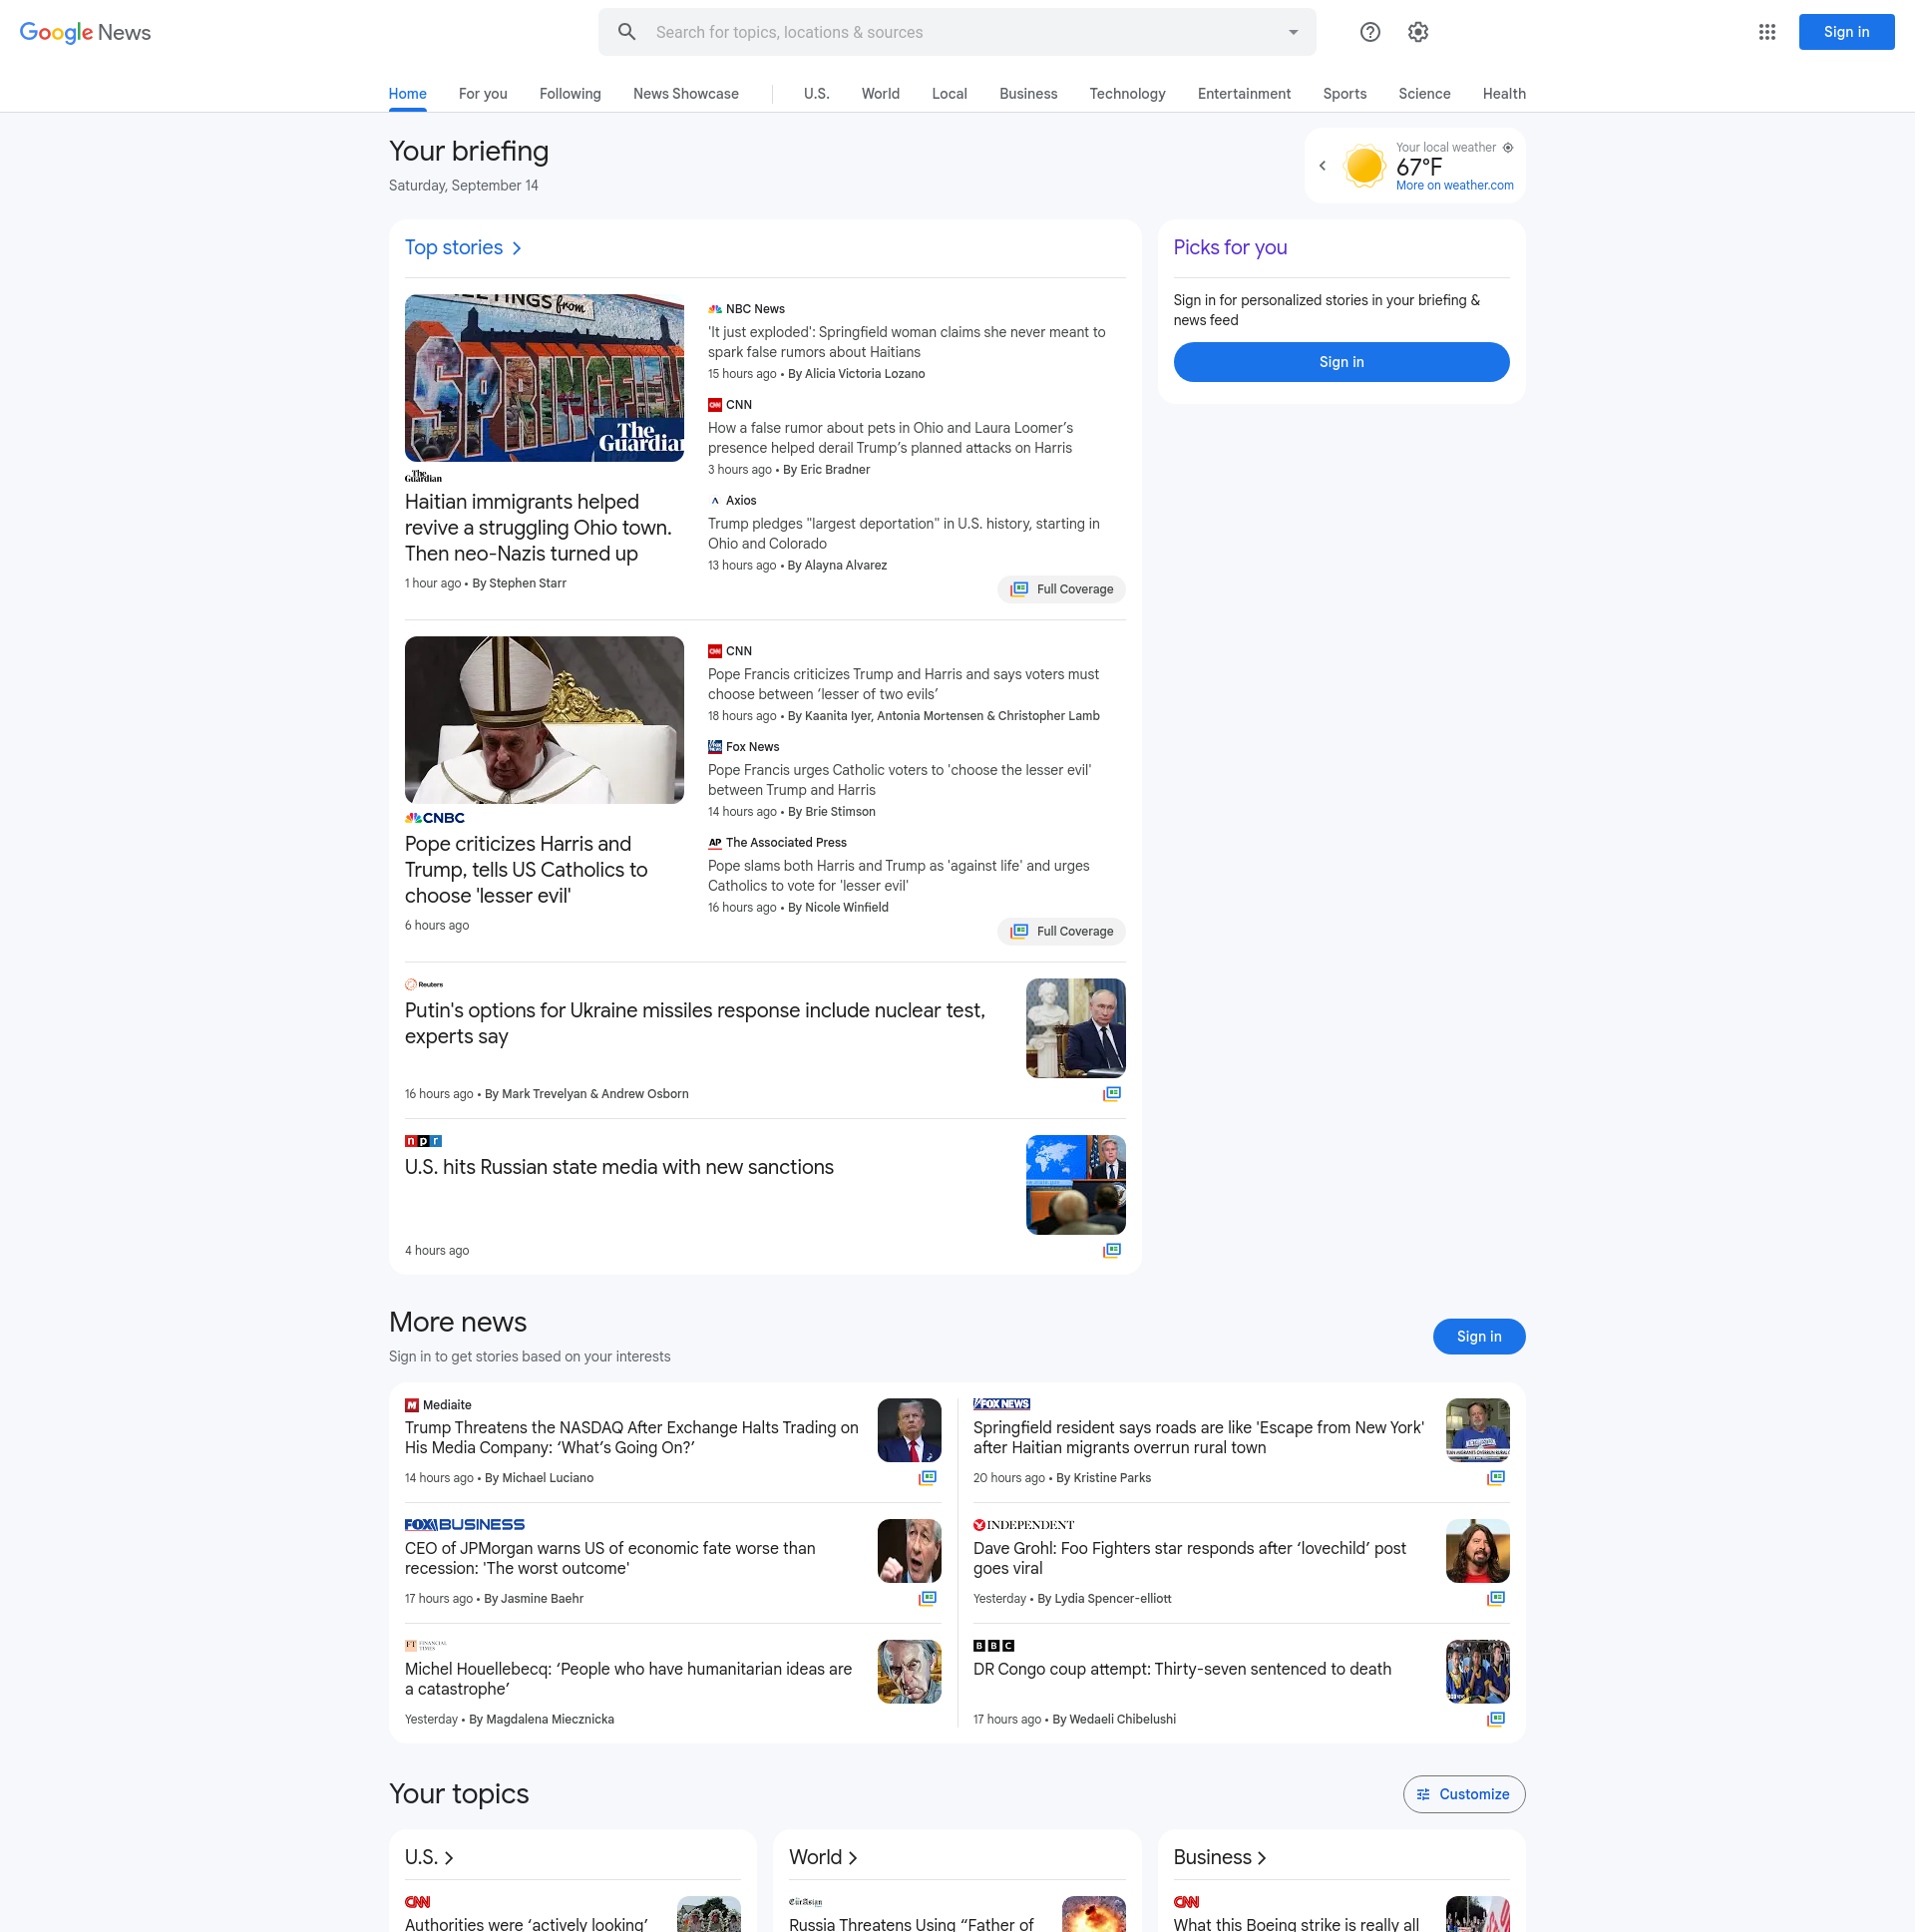 Google News
Search for topics, locations & sources
Sign in
Home
For you
Following
News Showcase
U.S.
World
Local
Business
Technology
Entertainment
Sports
Science
Health
Your briefing
Saturday, September 14
Your local weather
67°F
More on weather.com
Top stories
GREETINGS from
SPRINGFIELD
The
Guardian
The
Guardian
Haitian immigrants helped
revive a struggling Ohio town.
Then neo-Nazis turned up
1 hour ago • By Stephen Starr
NBC News
'It just exploded': Springfield woman claims she never meant to
spark false rumors about Haitians
15 hours ago • By Alicia Victoria Lozano
CNN
How a false rumor about pets in Ohio and Laura Loomer’s
presence helped derail Trump’s planned attacks on Harris
3 hours ago • By Eric Bradner
Axios
Trump pledges "largest deportation" in U.S. history, starting in
Ohio and Colorado
13 hours ago • By Alayna Alvarez
Full Coverage
Picks for you
Sign in for personalized stories in your briefing &
news feed
Sign in
CNBC
Pope criticizes Harris and
Trump, tells US Catholics to
choose 'lesser evil'
6 hours ago
CNN
Pope Francis criticizes Trump and Harris and says voters must
choose between ‘lesser of two evils’
18 hours ago • By Kaanita Iyer, Antonia Mortensen & Christopher Lamb
Fox News
Pope Francis urges Catholic voters to 'choose the lesser evil'
between Trump and Harris
14 hours ago • By Brie Stimson
AP The Associated Press
Pope slams both Harris and Trump as 'against life' and urges
Catholics to vote for 'lesser evil'
16 hours ago • By Nicole Winfield
Full Coverage
Reuters
Putin's options for Ukraine missiles response include nuclear test,
experts say
16 hours ago • By Mark Trevelyan & Andrew Osborn
npr
U.S. hits Russian state media with new sanctions
4 hours ago
More news
Sign in to get stories based on your interests
Sign in
M Mediaite
Trump Threatens the NASDAQ After Exchange Halts Trading on
His Media Company: ‘What’s Going On?’
14 hours ago • By Michael Luciano
FOX NEWS
Springfield resident says roads are like 'Escape from New York'
after Haitian migrants overrun rural town
20 hours ago • By Kristine Parks
FOX BUSINESS
CEO of JPMorgan warns US of economic fate worse than
recession: 'The worst outcome'
17 hours ago • By Jasmine Baehr
INDEPENDENT
Dave Grohl: Foo Fighters star responds after ‘lovechild’ post
goes viral
Yesterday • By Lydia Spencer-elliott
FT FINANCIAL TIMES
Michel Houellebecq: ‘People who have humanitarian ideas are
a catastrophe’
Yesterday • By Magdalena Miecznicka
BBC
DR Congo coup attempt: Thirty-seven sentenced to death
17 hours ago • By Wedaeli Chibelushi
Your topics
Customize
U.S.
World
Business
CNN
Authorities were ‘actively looking’
EurAsian
Russia Threatens Using “Father of
CNN
What this Boeing strike is really all